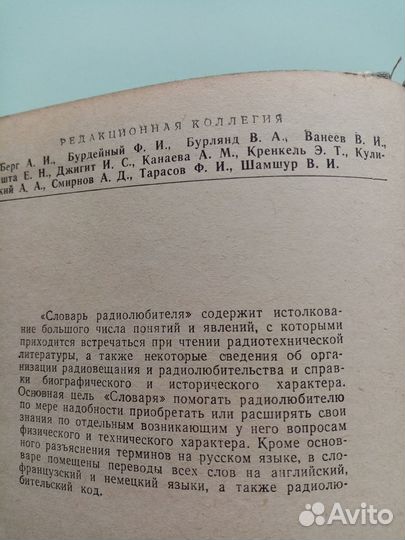 РЕДАКЦИОННАЯ КОЛЛЕГИЯ
Берг А. И., Бурдейный Ф. И., Бурлянд В. А., Ванеев В. И.,
шта Е. Н., Джигит И. С., Канаева А. М., Кренкель Э. Т., Кули-
кий А. А., Смирнов А. Д., Тарасов Ф. И., Шамшур В. И.
«Словарь радиолюбителя» содержит истолкова-
ние большого числа понятий и явлений, с которыми
приходится встречаться при чтении радиотехнической
литературы, а также некоторые сведения об ор-
ганизации радиовещания и радиолюбительства и справ-
ки биографического и исторического характера.
Основная цель «Словаря» помогать радиолюбителю
по мере надобности приобретать или расширять свои
знания по отдельным возникающим у него вопросам
физического и технического характера. Кроме основ-
ного разъяснения терминов на русском языке, в сло-
варе помещены переводы всех слов на английский,
французский и немецкий языки, а также радиолю-
бительский код.
Avito